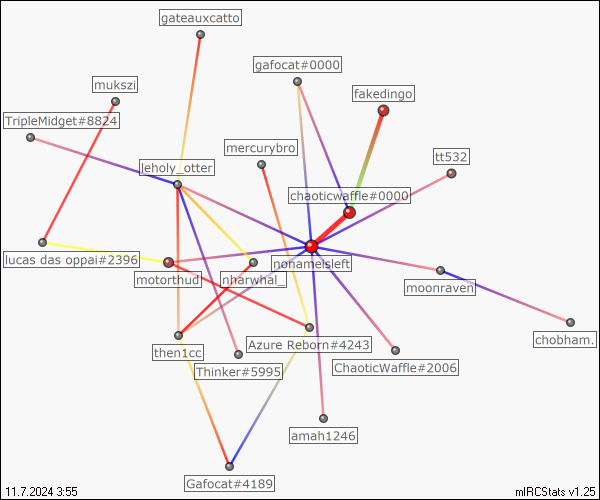 gateauxcatto
gafocat#0000
mukszi
fakedingo
TripleMidget#8824
mercurybro
tt532
leholy_otter
chaoticwaffle#0000
lucas das oppai#2396
nonameisleft
motorthud
nharwhal_
moonraven
then1cc
Azure Reborn#4243
chobham.
Thinker#5995
ChaoticWaffle#2006
amah1246
Gafocat#4189
11.7.2024 3:55
mIRCStats v1.25